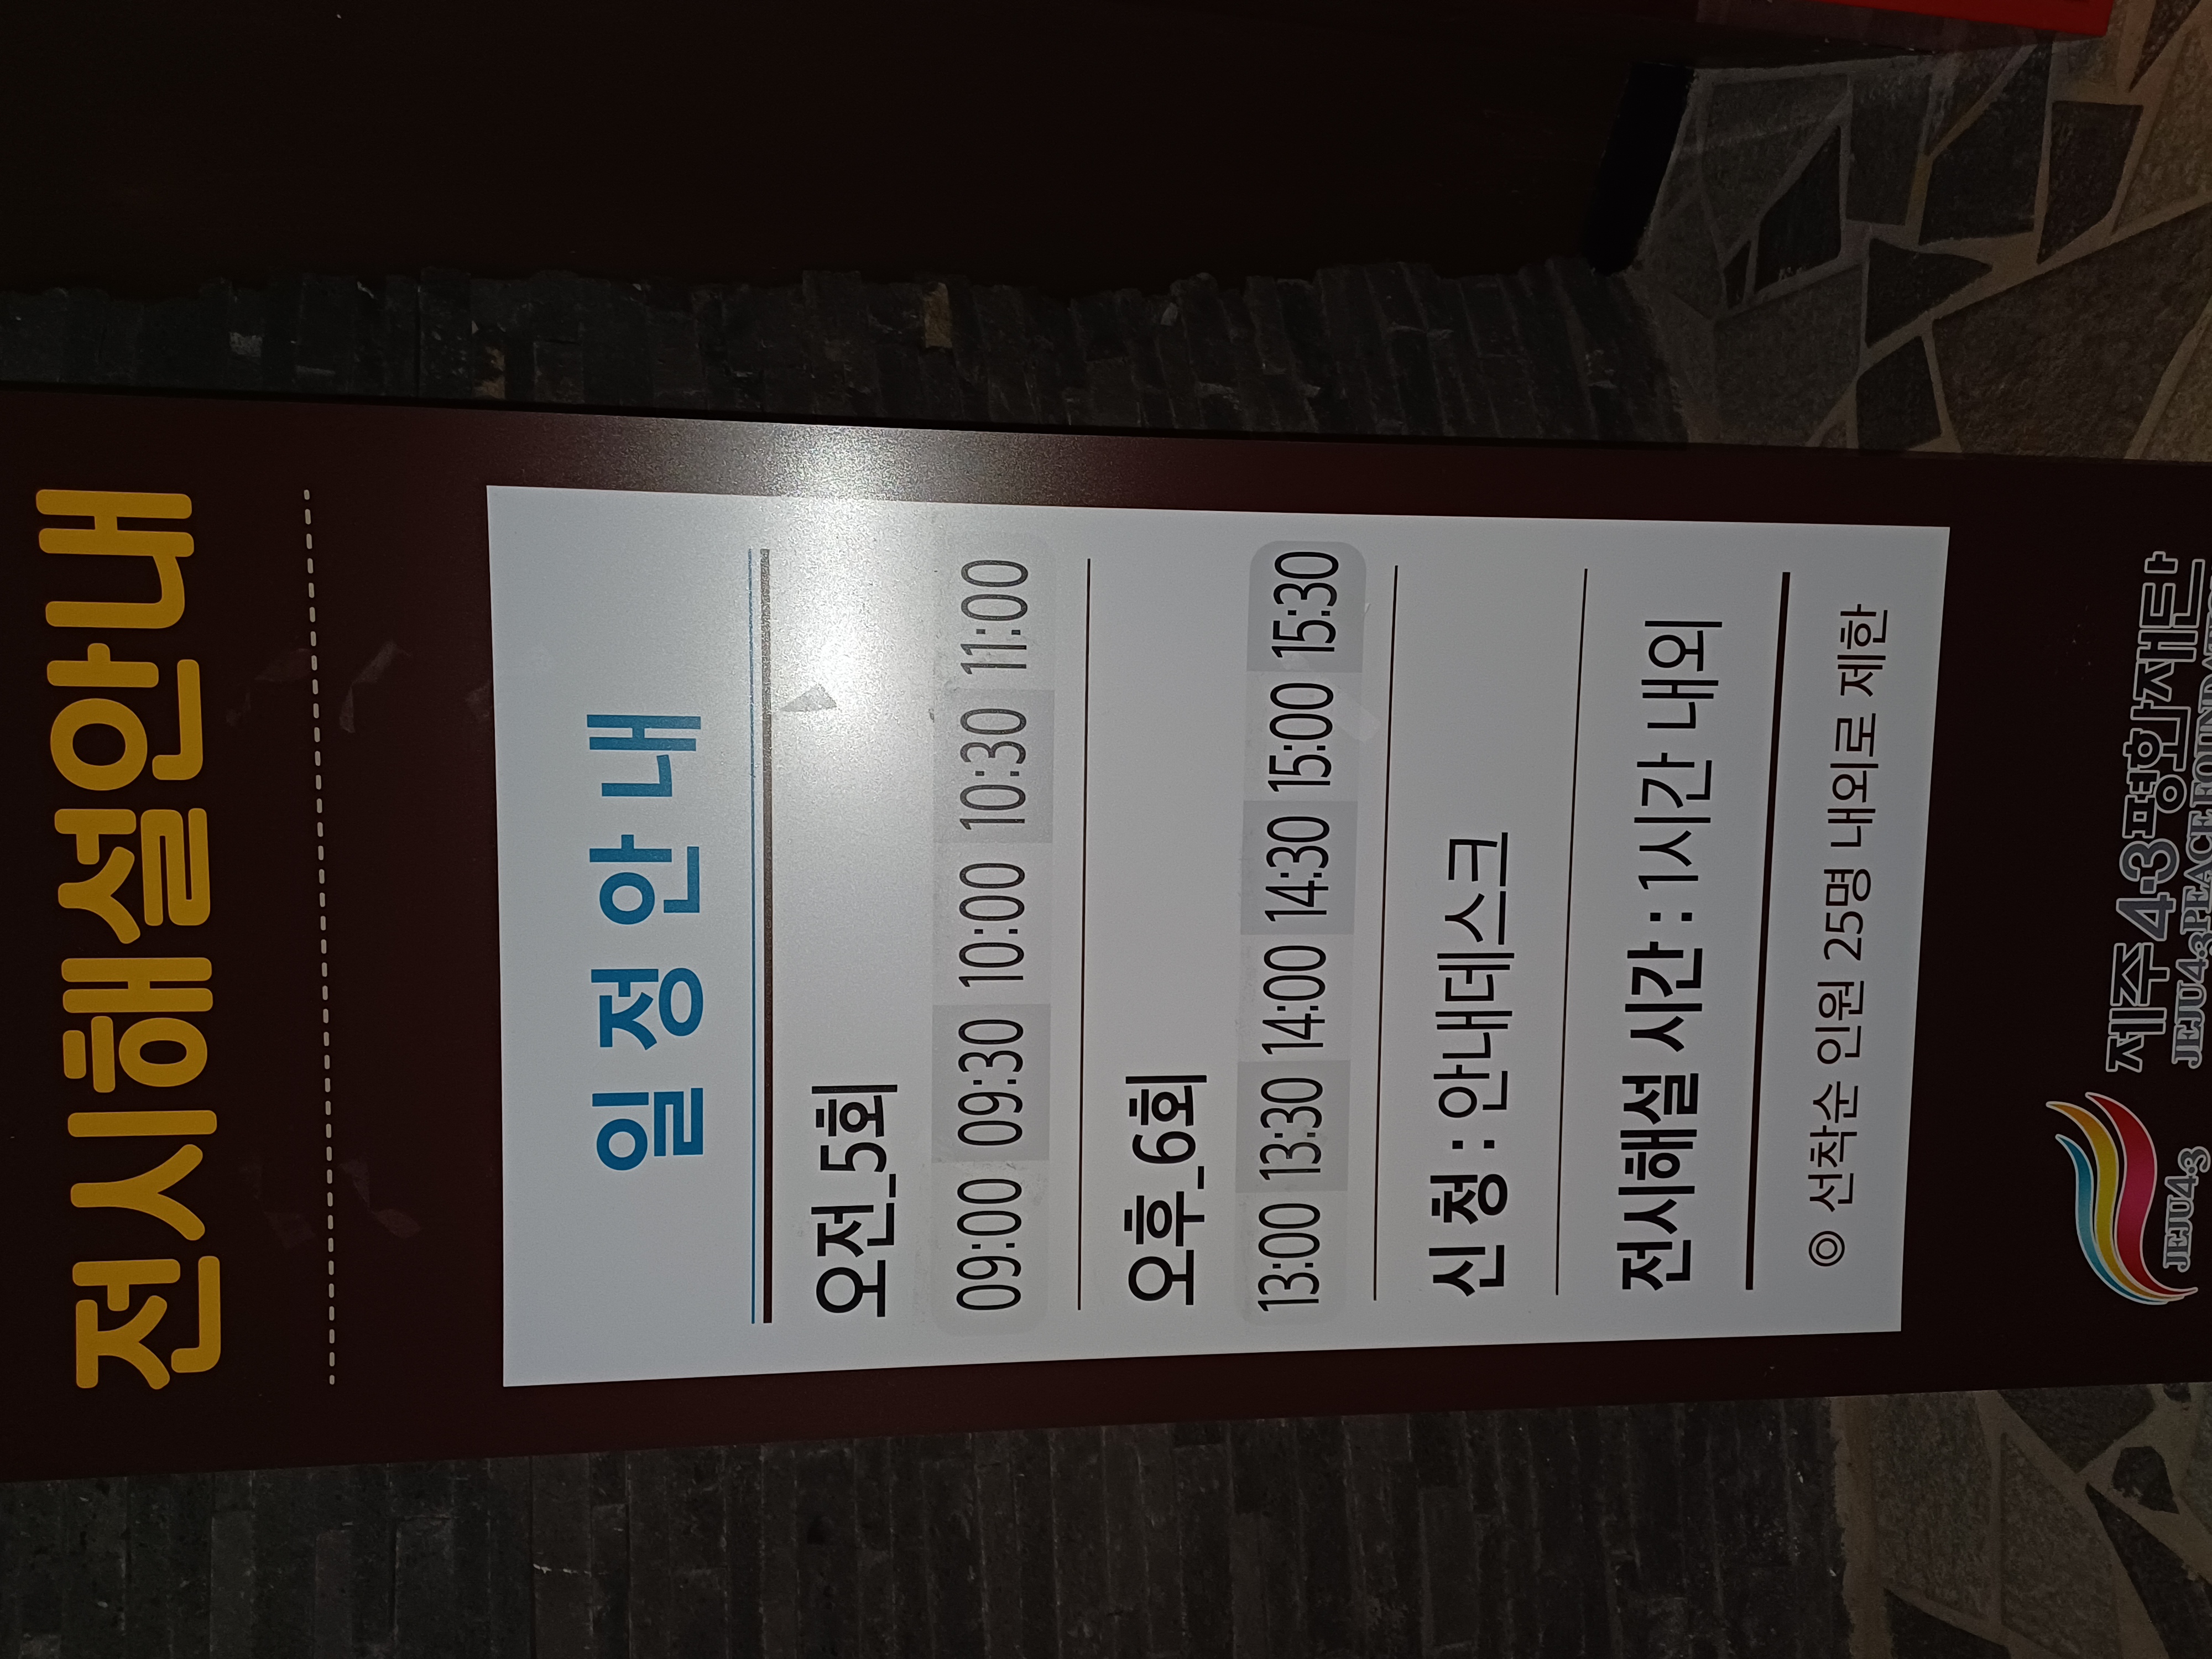 전시해설안내
일 정 안 내
오전_5회
09:00 09:30 10:00 10:30 11:00
오후_6회
13:00 13:30 14:00 14:30 15:00 15:30
신 청 : 안내데스크
전시해설 시간 : 1시간 내외
◎ 선착순 인원 25명 내외로 제한
JEJU4·3
제주4·3평화재단
JEJU4·3PEACE FOUNDATION